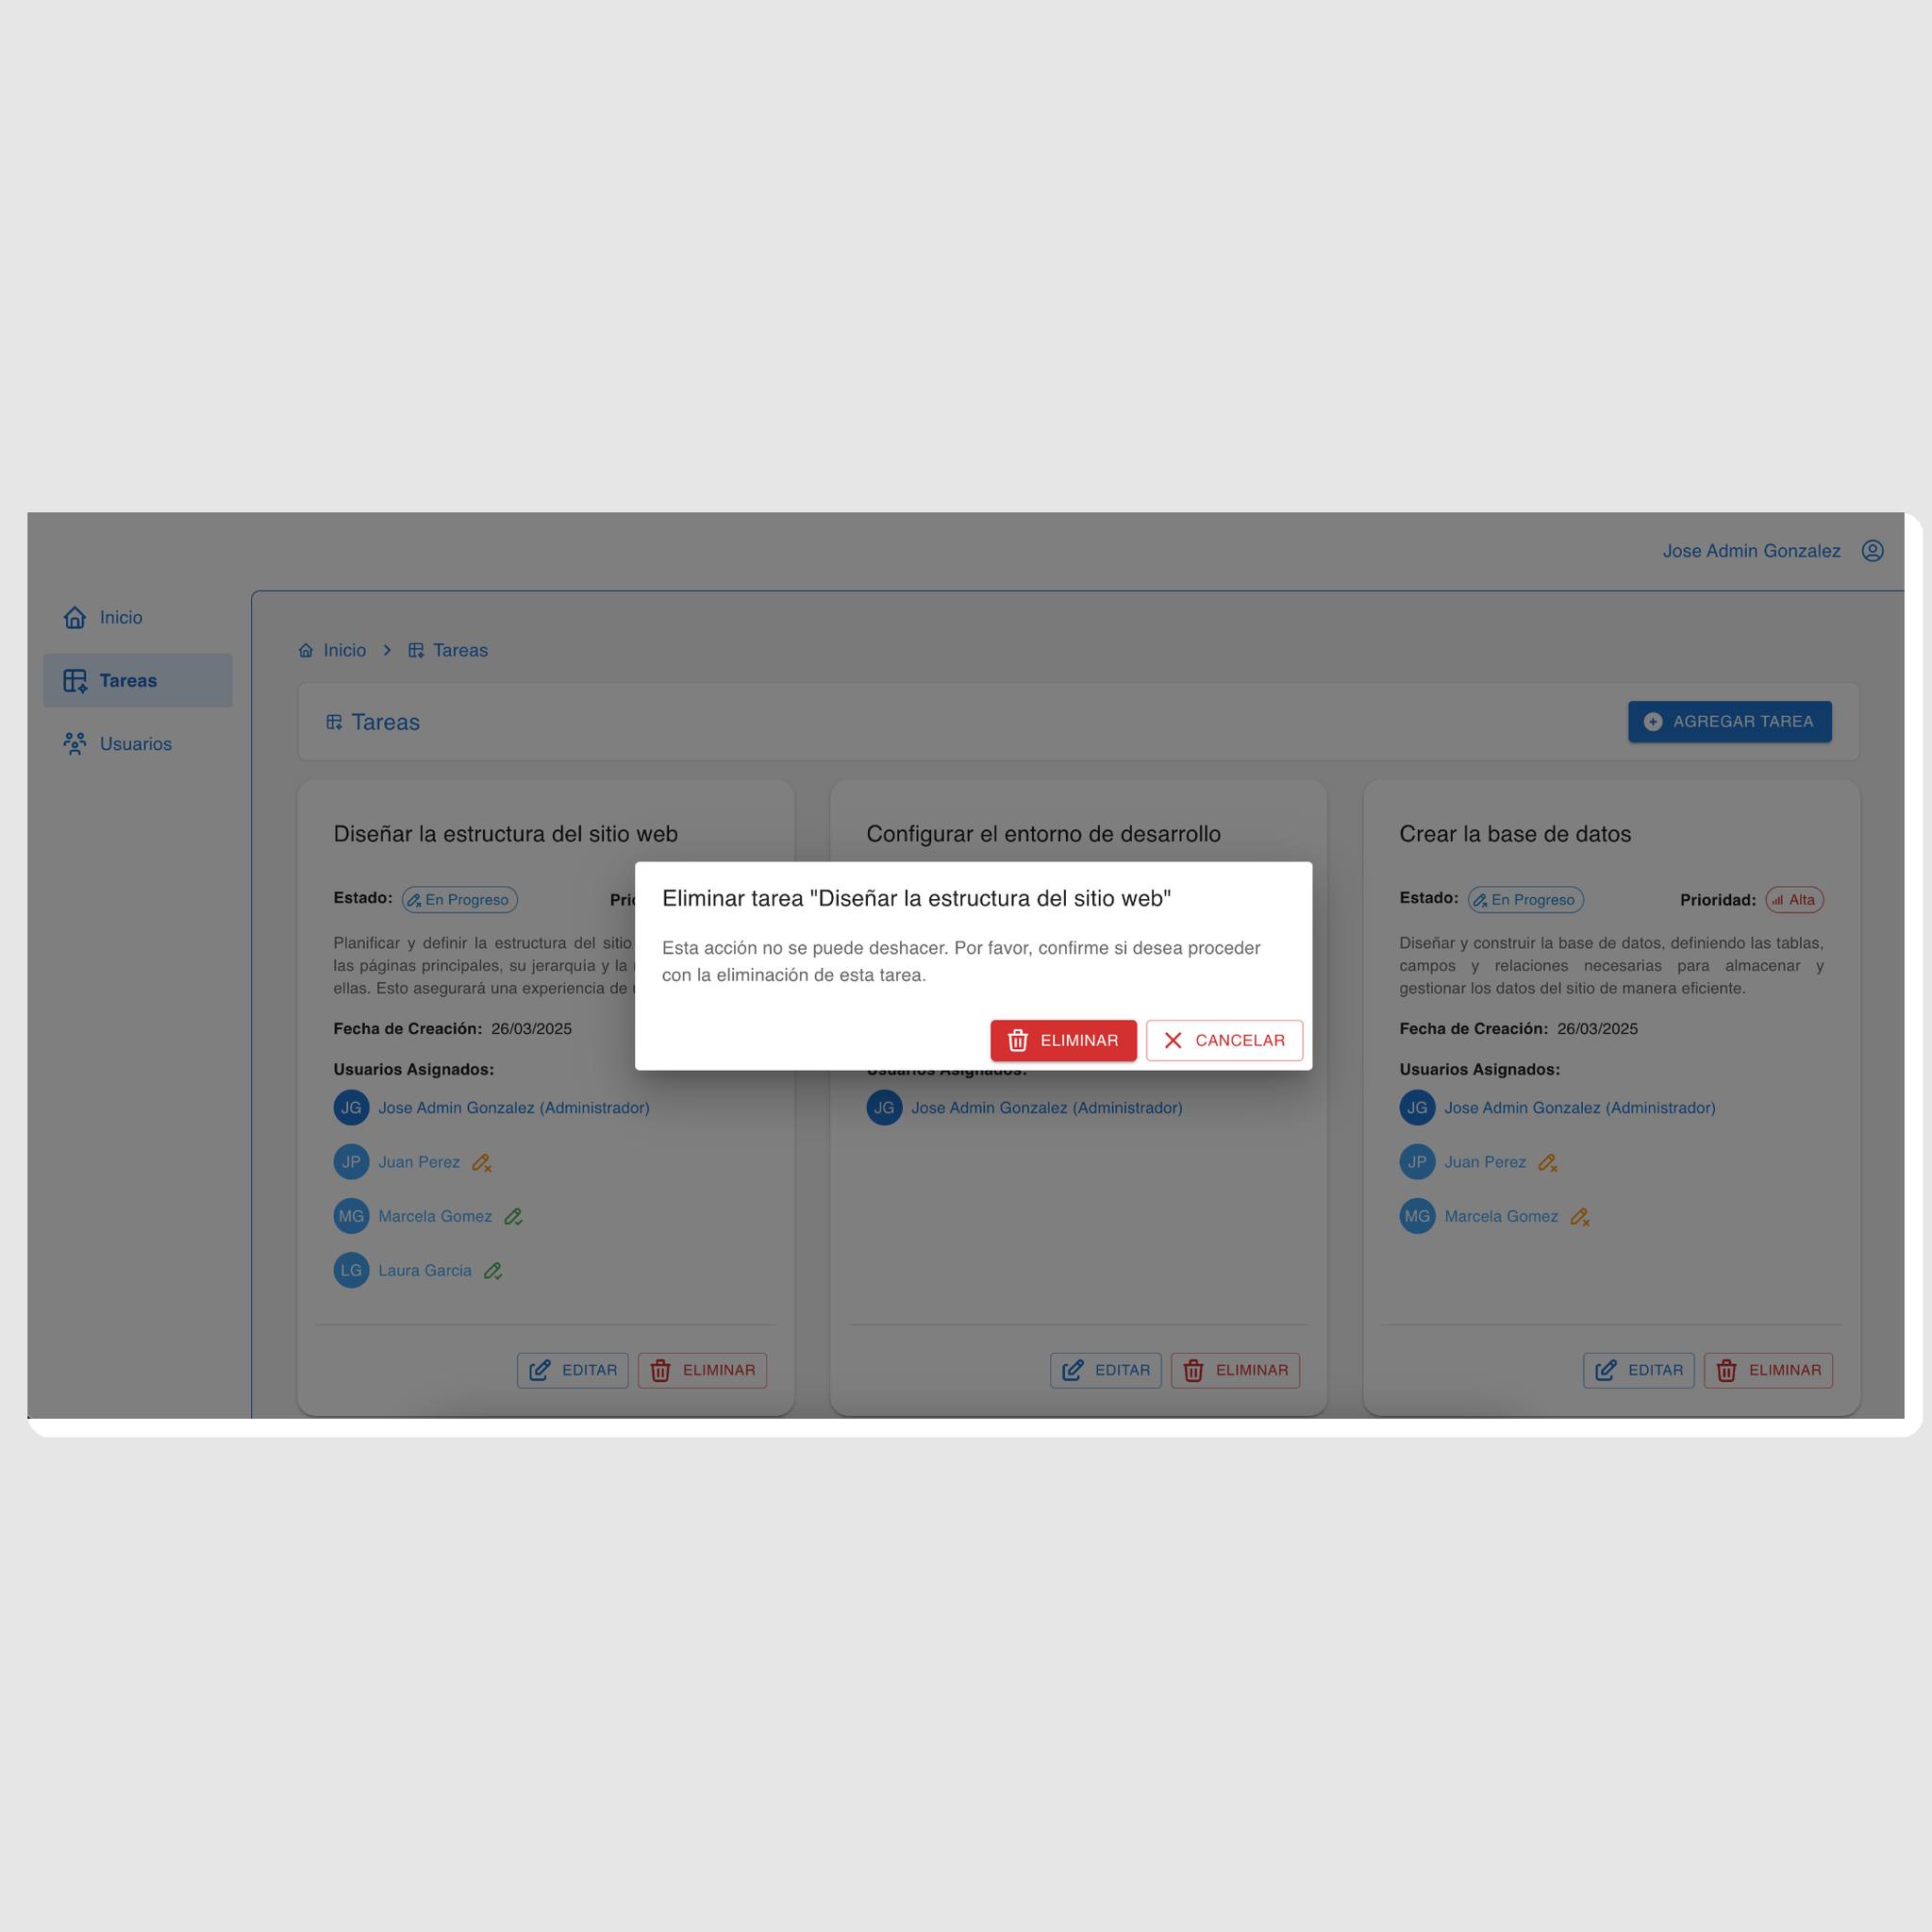 Jose Admin Gonzalez
Inicio
Tareas
Usuarios
Inicio > Tareas
Tareas
AGREGAR TAREA
Diseñar la estructura del sitio web
Estado: En Progreso
Planificar y definir la estructura del sitio
las páginas principales, su jerarquía y la
ellas. Esto asegurará una experiencia de
Fecha de Creación: 26/03/2025
Usuarios Asignados:
JG Jose Admin Gonzalez (Administrador)
JP Juan Perez
MG Marcela Gomez
LG Laura Garcia
EDITAR ELIMINAR
Configurar el entorno de desarrollo
Eliminar tarea "Diseñar la estructura del sitio web"
Esta acción no se puede deshacer. Por favor, confirme si desea proceder
con la eliminación de esta tarea.
ELIMINAR CANCELAR
Usuarios Asignados:
JG Jose Admin Gonzalez (Administrador)
EDITAR ELIMINAR
Crear la base de datos
Estado: En Progreso Prioridad: Alta
Diseñar y construir la base de datos, definiendo las tablas,
campos y relaciones necesarias para almacenar y
gestionar los datos del sitio de manera eficiente.
Fecha de Creación: 26/03/2025
Usuarios Asignados:
JG Jose Admin Gonzalez (Administrador)
JP Juan Perez
MG Marcela Gomez
EDITAR ELIMINAR